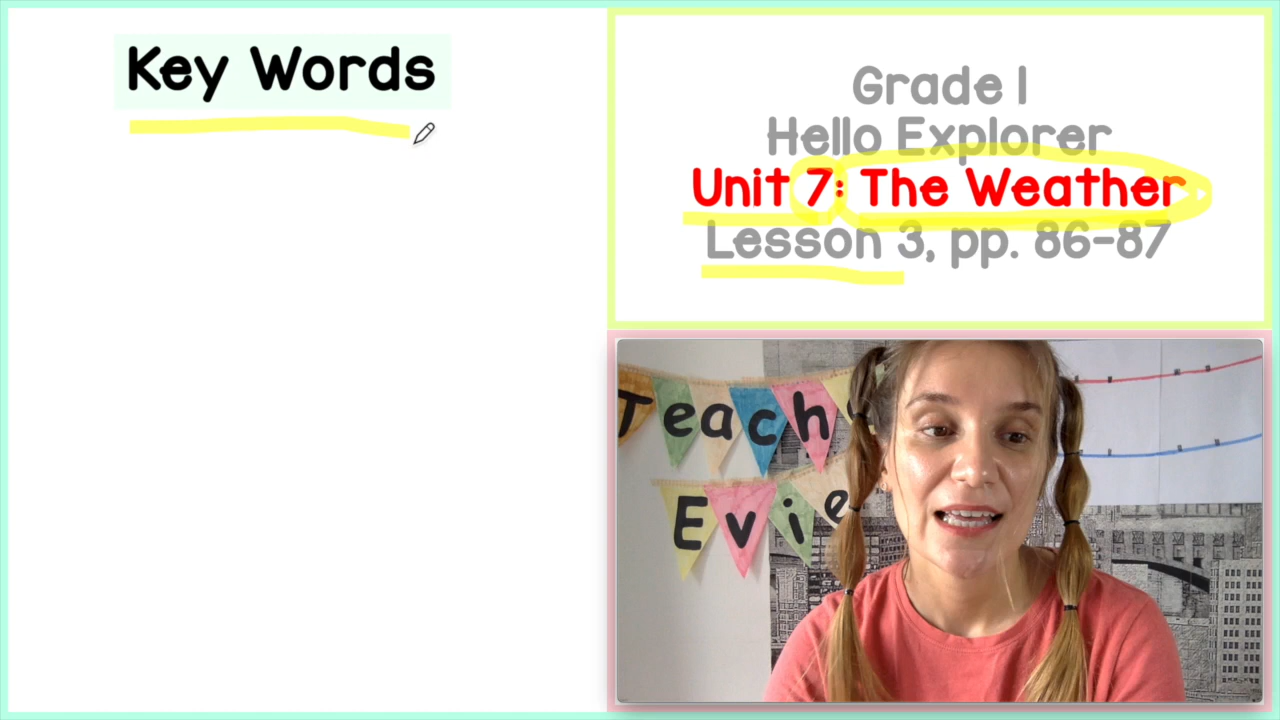 Key Words
Grade 1
Hello Explorer
Unit 7: The Weather
Lesson 3, pp. 86-87
Teach
Evie